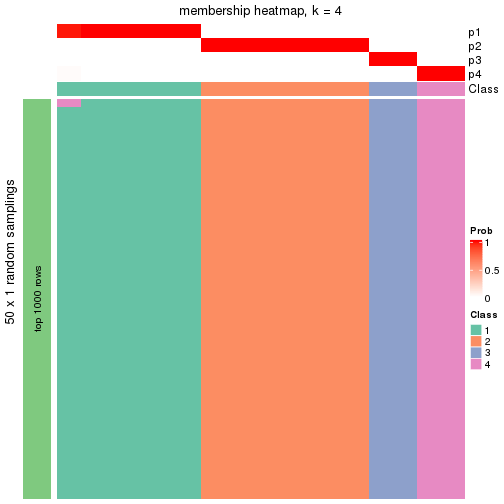 membership heatmap, k = 4
p1
p2
p3
p4
Class
50 x 1 random samplings
top 1000 rows
Prob
1
0.5
0
Class
1
2
3
4